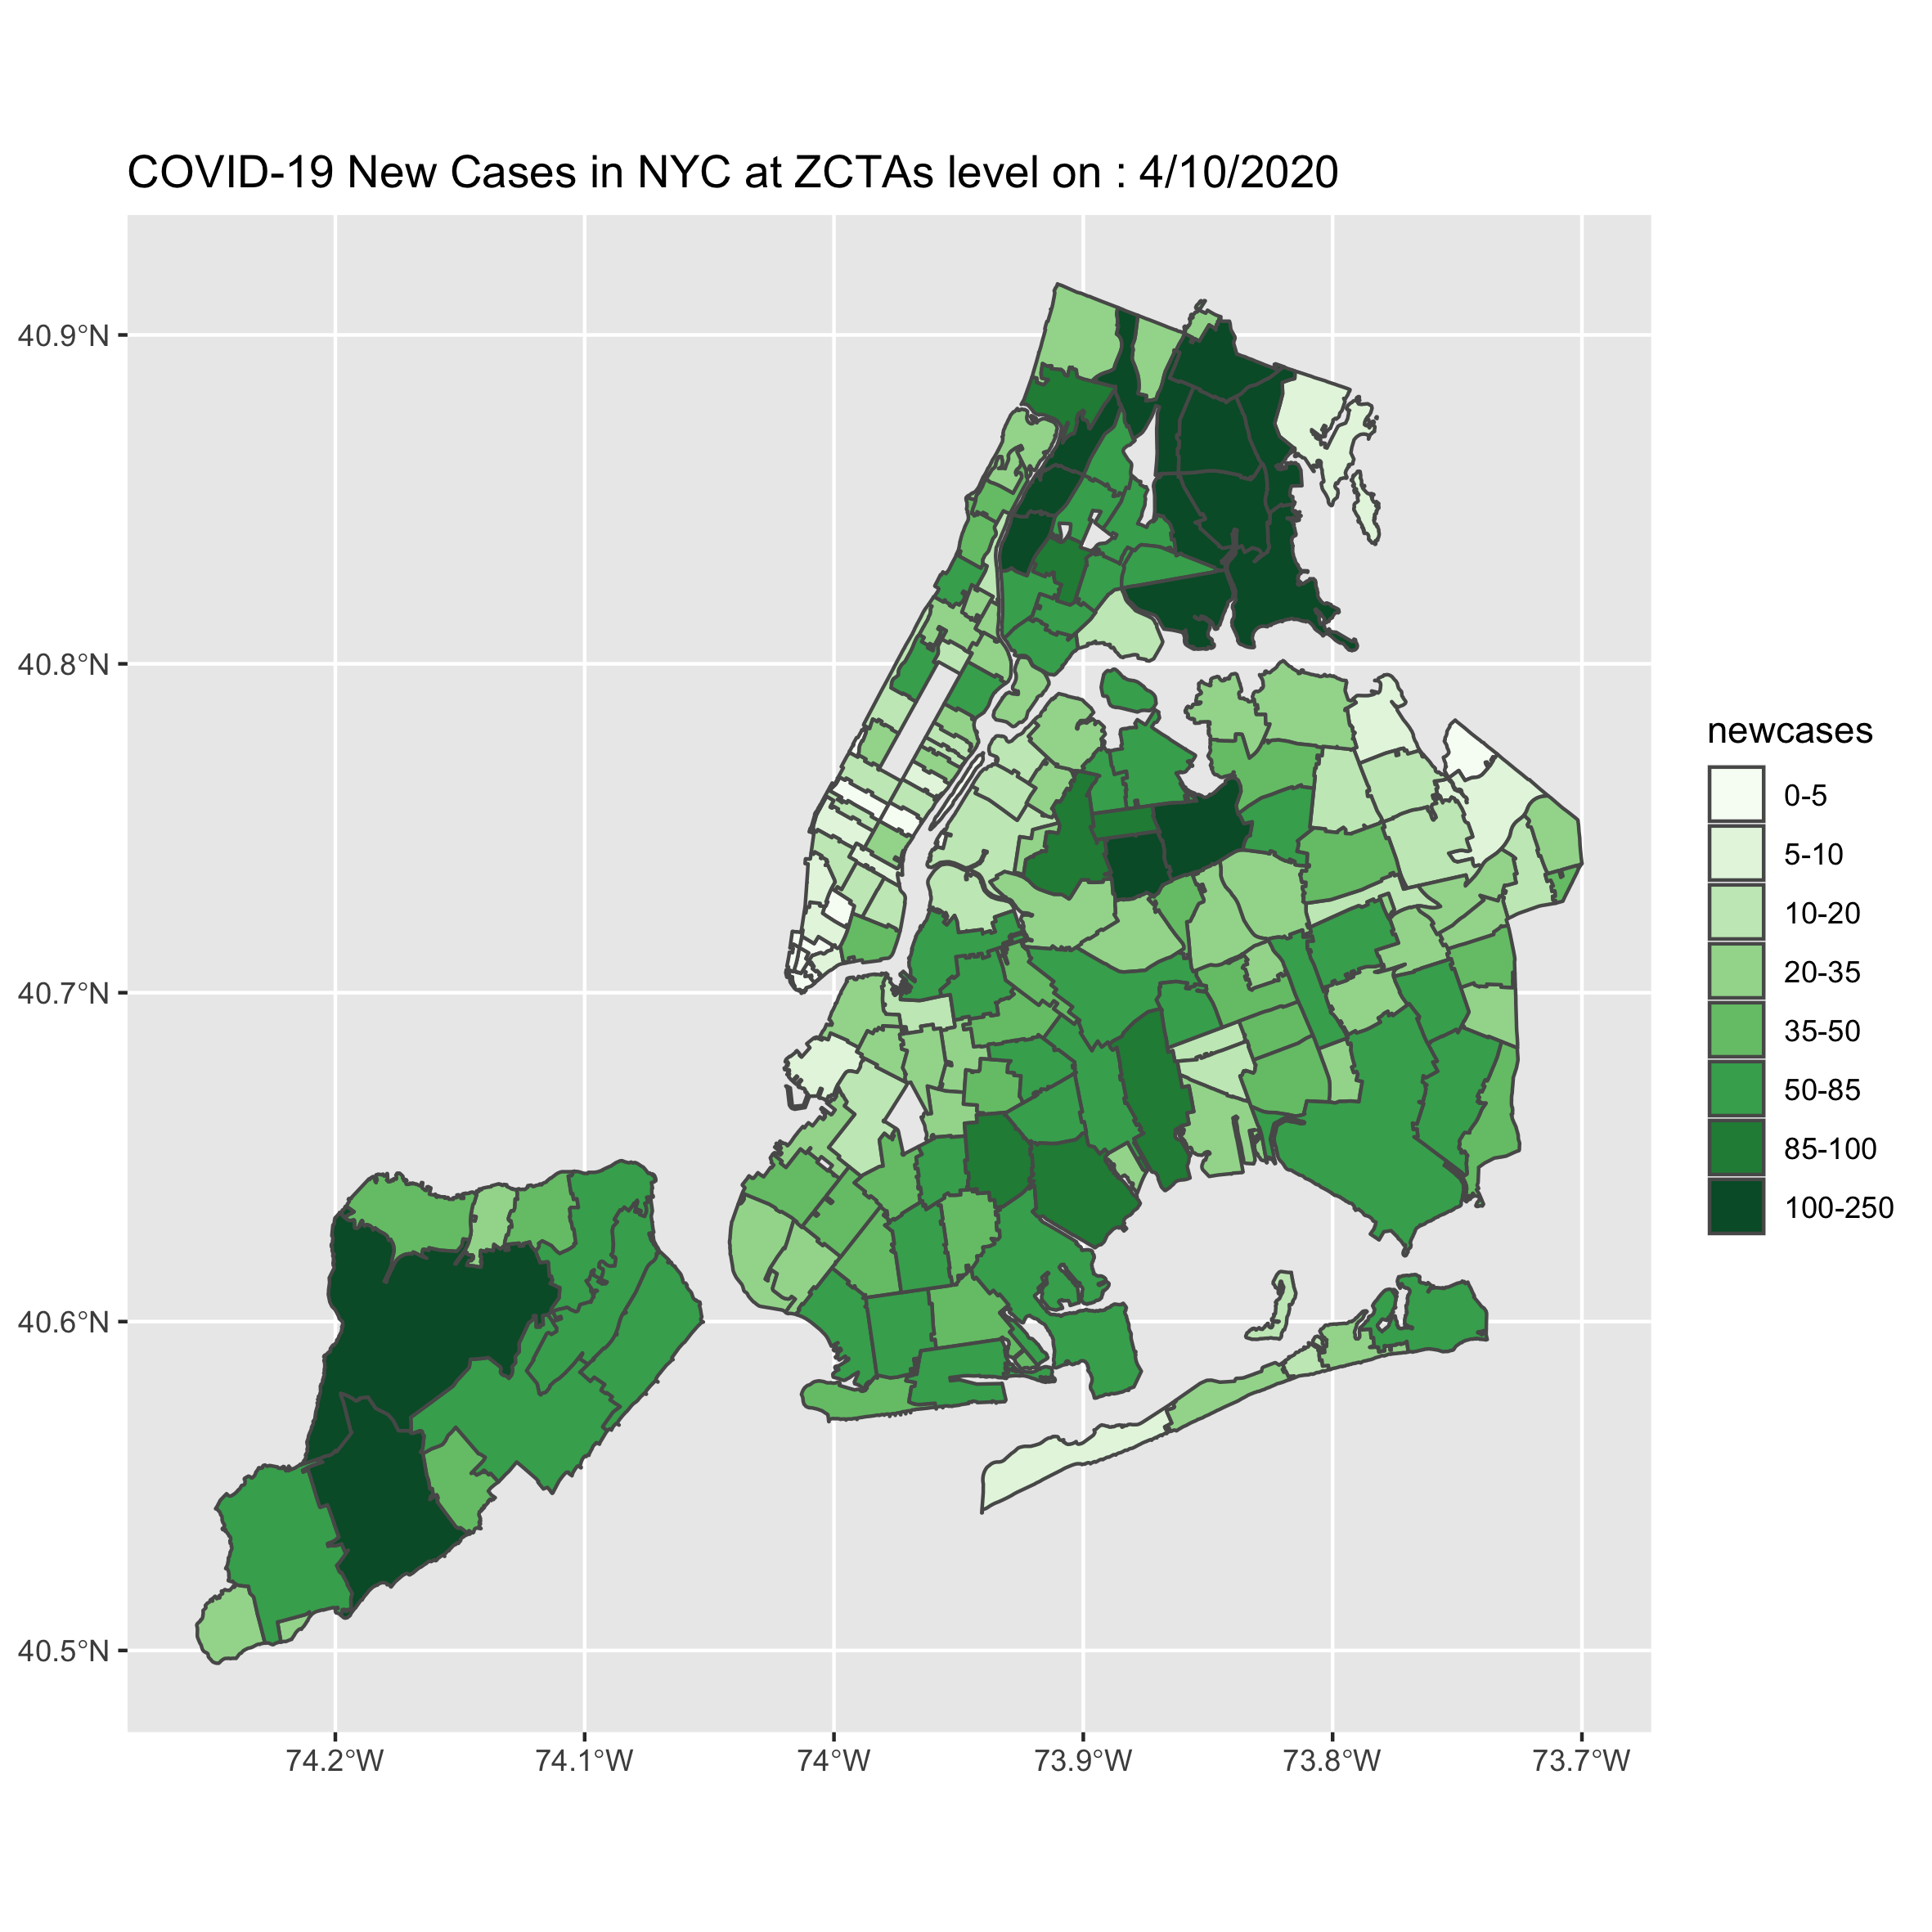 COVID-19 New Cases in NYC at ZCTAs level on : 4/10/2020
40.9°N
40.8°N
40.7°N
40.6°N
40.5°N
74.2°W
74.1°W
74°W
73.9°W
73.8°W
73.7°W
newcases
0-5
5-10
10-20
20-35
35-50
50-85
85-100
100-250